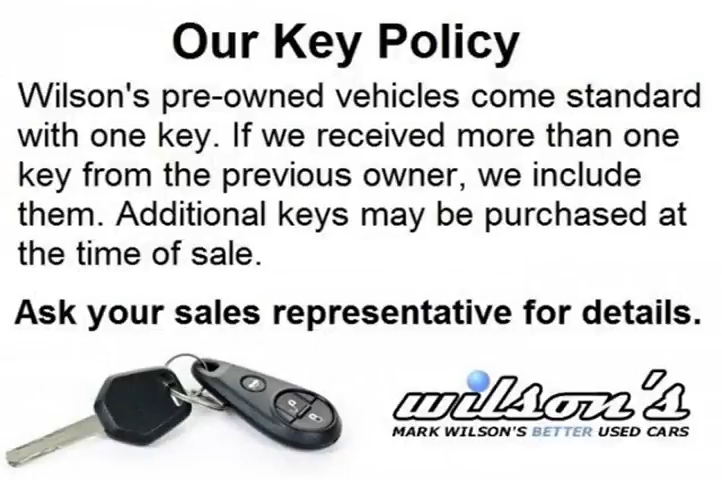 Our Key Policy
Wilson's pre-owned vehicles come standard
with one key. If we received more than one
key from the previous owner, we include
them. Additional keys may be purchased at
the time of sale.
Ask your sales representative for details.
wilson's
MARK WILSON'S BETTER USED CARS